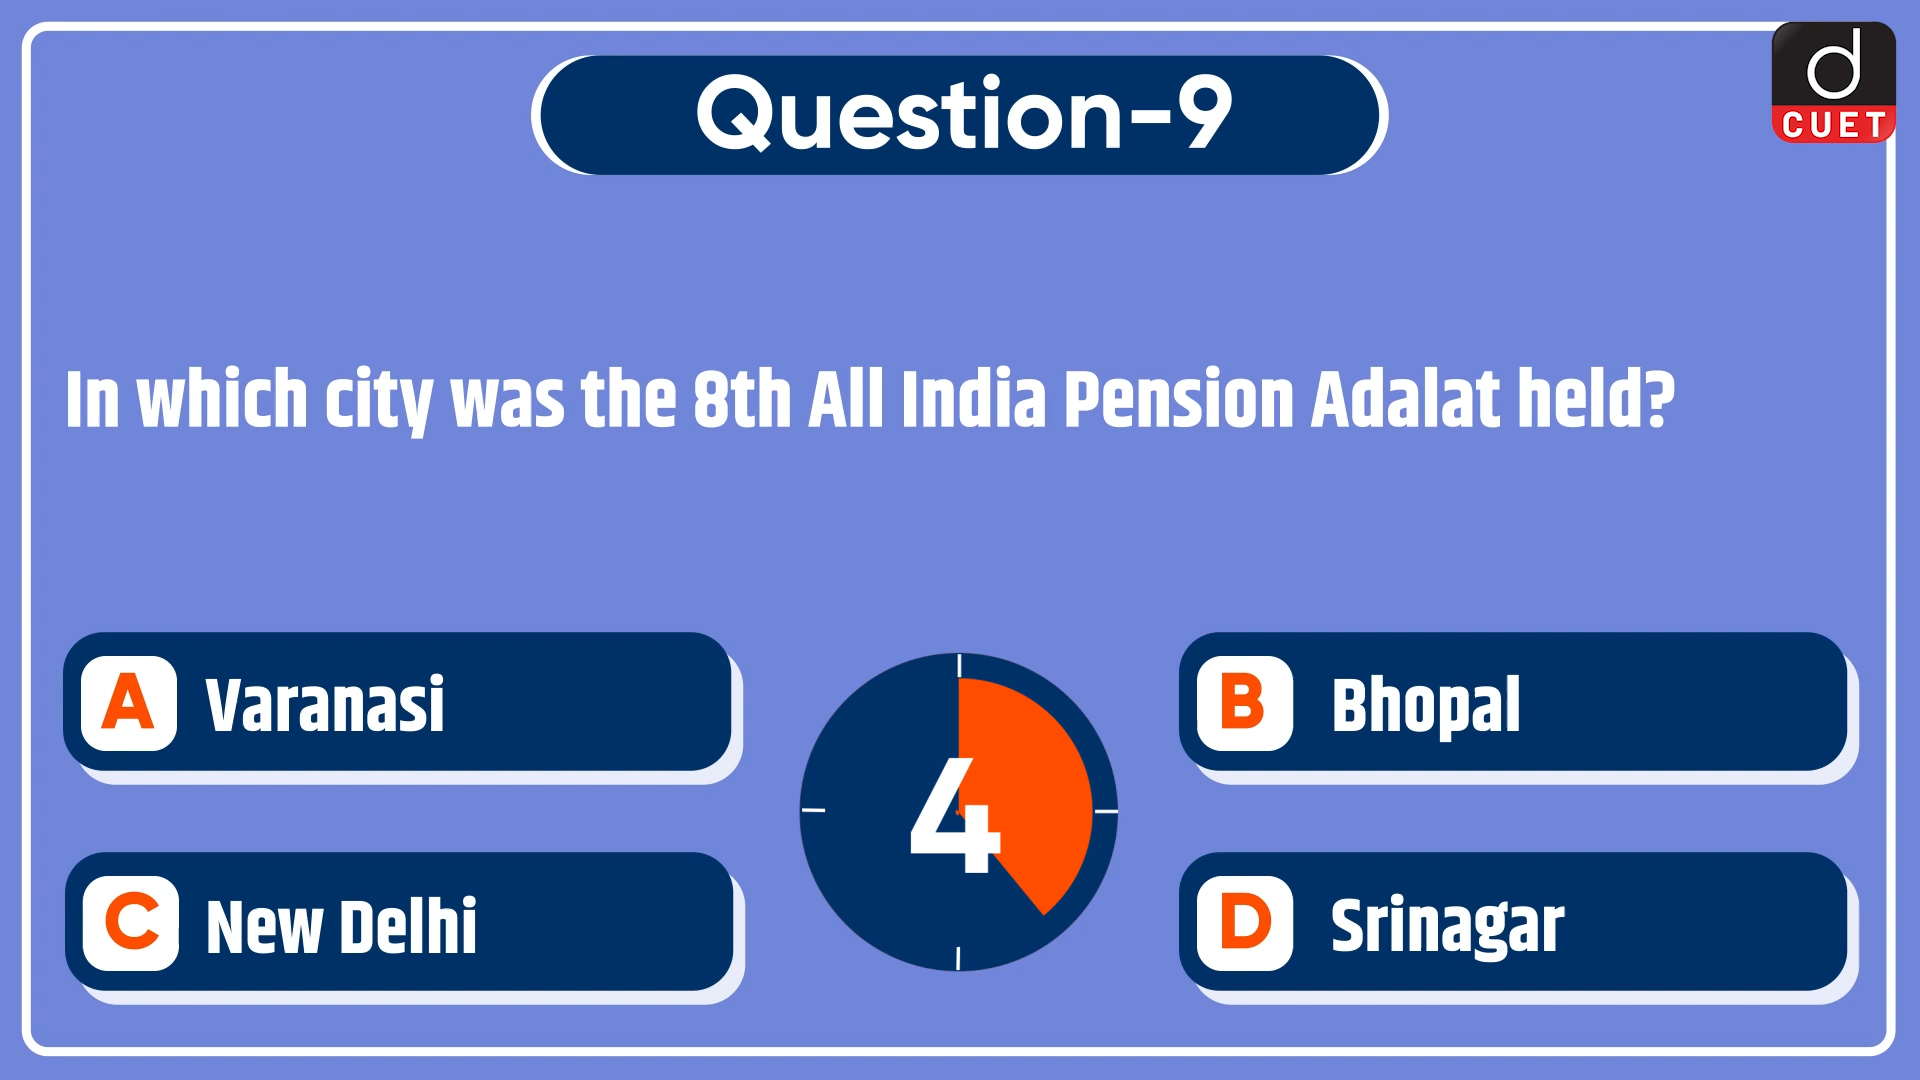 Question-9
d
CUET
In which city was the 8th All India Pension Adalat held?
A Varanasi
B Bhopal
4
C New Delhi
D Srinagar